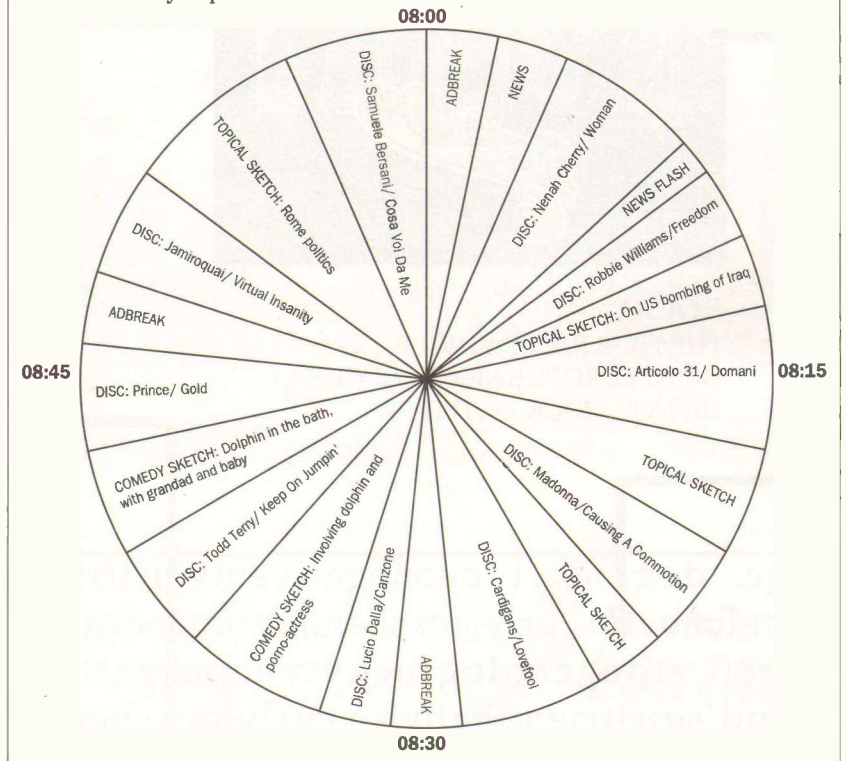 08:00
ADBREAK
NEWS
DISC: Nenah Cherry/ Woman
NEWS FLASH
DISC: Robbie Williams/Freedom
TOPICAL SKETCH: On US bombing of Iraq
DISC: Articolo 31/ Domani
08:15
TOPICAL SKETCH
DISC: Madonna/Causing A Commotion
TOPICAL SKETCH
DISC: Cardigans/Lovefool
08:30
ADBREAK
DISC: Lucio Dalla/Canzone
COMEDY SKETCH: Involving dolphin and
porno-actress
DISC: Todd Terry/ Keep On Jumpin'
COMEDY SKETCH: Dolphin in the bath,
with grandad and baby
DISC: Prince/ Gold
08:45
ADBREAK
DISC: Jamiroquai/ Virtual Insanity
TOPICAL SKETCH: Rome politics
DISC: Samuele Bersani/ Cosa Voi Da Me